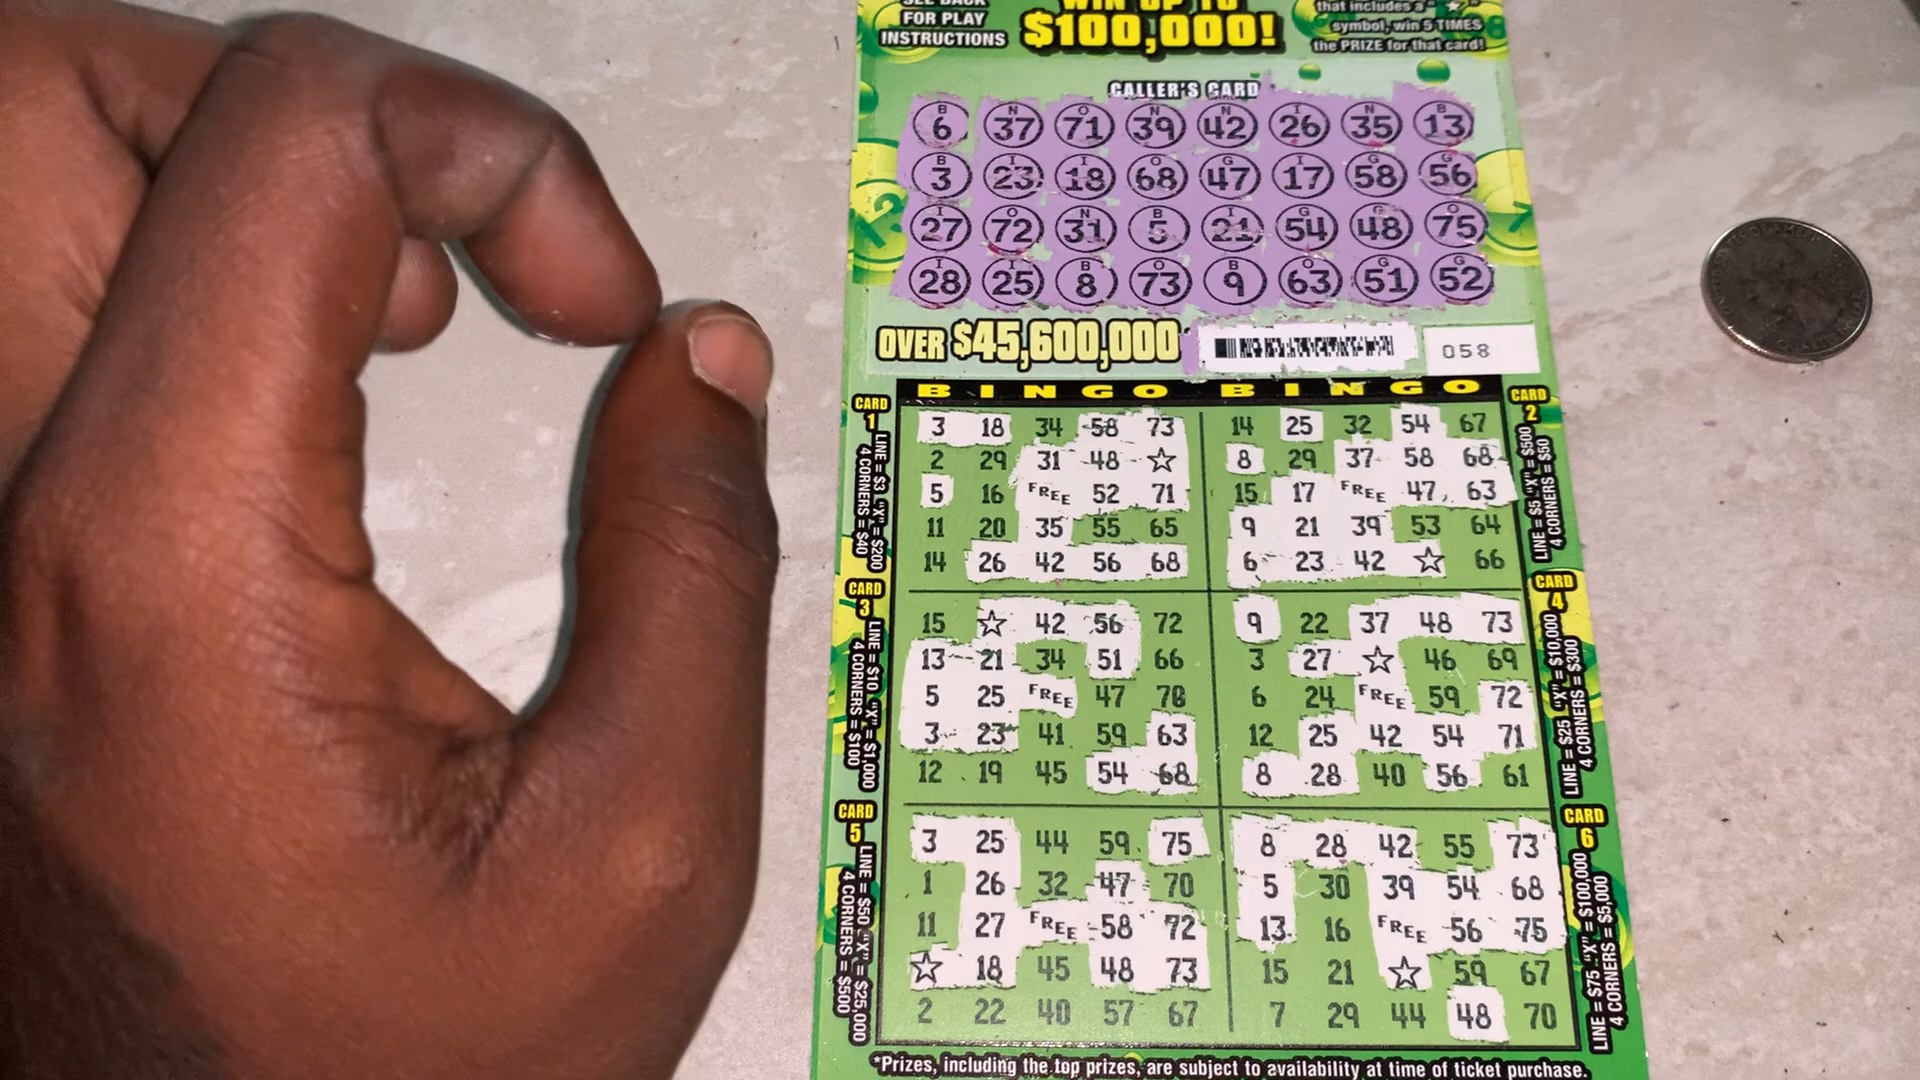 SEE BACK
FOR PLAY
INSTRUCTIONS
WIN UP TO
$100,000!
that includes a "☆"
symbol, win 5 TIMES
the PRIZE for that card!
CALLER'S CARD
B N O N N I N B
6 37 71 39 42 26 35 13
B I I O G I G G
3 23 18 68 47 17 58 56
I O N B I G G O
27 72 31 5 21 54 48 75
I I B O B O G G
28 25 8 73 9 63 51 52
OVER $45,600,000
058
B I N G O B I N G O
CARD 1
LINE = $3 "X" = $200
4 CORNERS = $40
3 18 34 58 73
2 29 31 48 ☆
5 16 FREE 52 71
11 20 35 55 65
14 26 42 56 68
CARD 2
LINE = $5 "X" = $500
4 CORNERS = $50
14 25 32 54 67
8 29 37 58 68
15 17 FREE 47 63
9 21 39 53 64
6 23 42 ☆ 66
CARD 3
LINE = $10 "X" = $1,000
4 CORNERS = $100
15 ☆ 42 56 72
13 21 34 51 66
5 25 FREE 47 70
3 23 41 59 63
12 19 45 54 68
CARD 4
LINE = $25 "X" = $10,000
4 CORNERS = $300
9 22 37 48 73
3 27 ☆ 46 69
6 24 FREE 59 72
12 25 42 54 71
8 28 40 56 61
CARD 5
LINE = $50 "X" = $25,000
4 CORNERS = $500
3 25 44 59 75
1 26 32 47 70
11 27 FREE 58 72
☆ 18 45 48 73
2 22 40 57 67
CARD 6
LINE = $75 "X" = $100,000
4 CORNERS = $5,000
8 28 42 55 73
5 30 39 54 68
13 16 FREE 56 75
15 21 ☆ 59 67
7 29 44 48 70
*Prizes, including the top prizes, are subject to availability at time of ticket purchase.